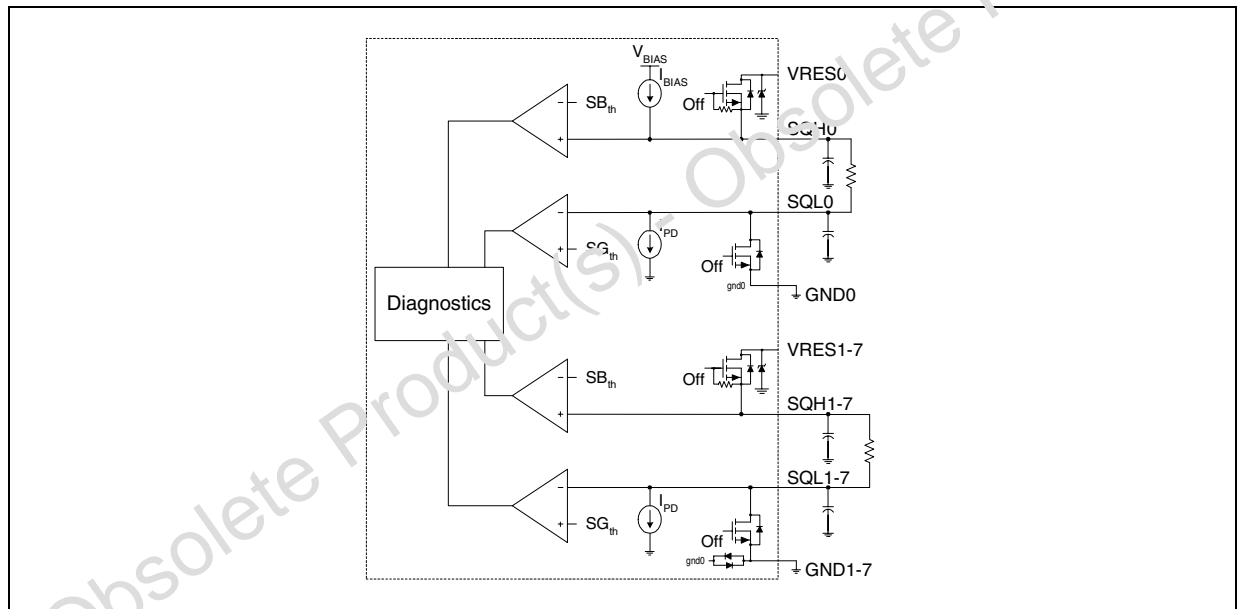 V_BIAS
I_BIAS
VRES0
SB_th
Off
SQH0
SQL0
I_PD
SG_th
Off
gnd0
GND0
Diagnostics
VRES1-7
SB_th
Off
SQH1-7
SQL1-7
I_PD
SG_th
Off
gnd0
GND1-7
Obsolete Product(s) - Obsolete